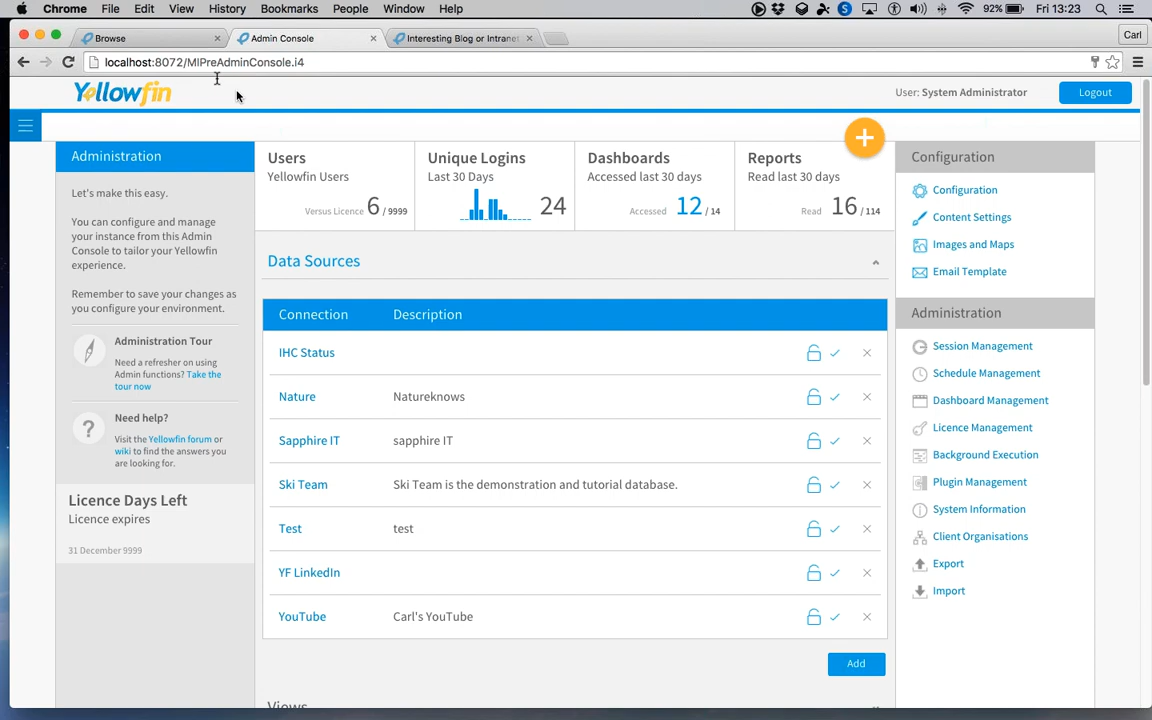 Chrome File Edit View History Bookmarks People Window Help 92% Fri 13:23
Browse Admin Console Interesting Blog or Intranet Carl
localhost:8072/MIPreAdminConsole.i4
Yellowfin User: System Administrator Logout
Administration
Let's make this easy.
You can configure and manage
your instance from this Admin
Console to tailor your Yellowfin
experience.
Remember to save your changes as
you configure your environment.
Administration Tour
Need a refresher on using
Admin functions? Take the
tour now
Need help?
Visit the Yellowfin forum or
wiki to find the answers you
are looking for.
Licence Days Left
Licence expires
31 December 9999
Users
Yellowfin Users
Versus Licence 6 / 9999
Unique Logins
Last 30 Days
24
Dashboards
Accessed last 30 days
Accessed 12 / 14
Reports
Read last 30 days
Read 16 / 114
+
Data Sources
Connection Description
IHC Status
Nature Natureknows
Sapphire IT sapphire IT
Ski Team Ski Team is the demonstration and tutorial database.
Test test
YF LinkedIn
YouTube Carl's YouTube
Add
Views
Configuration
Configuration
Content Settings
Images and Maps
Email Template
Administration
Session Management
Schedule Management
Dashboard Management
Licence Management
Background Execution
Plugin Management
System Information
Client Organisations
Export
Import